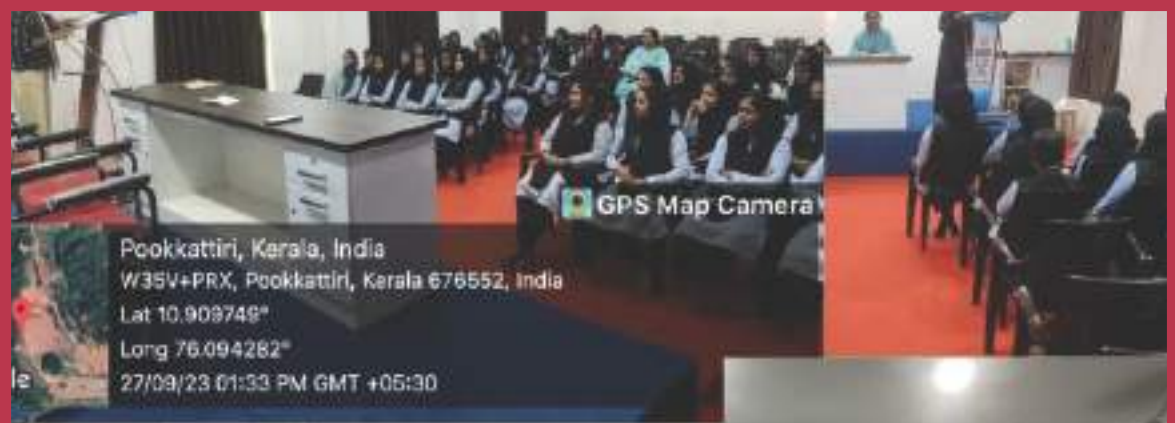 GPS Map Camera
Pookkattiri, Kerala, India
W35V+PRX, Pookkattiri, Kerala 676552, India
Lat 10.909749°
Long 76.094282°
27/09/23 01:33 PM GMT +05:30
le